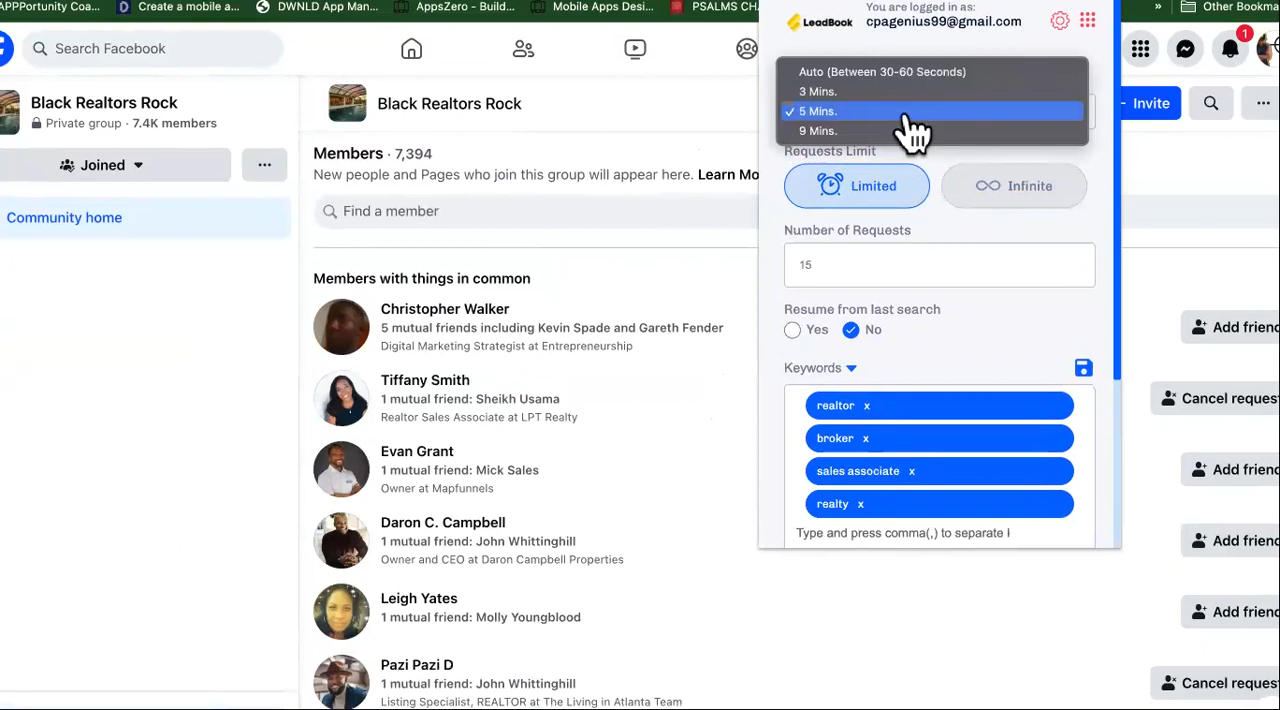 APPPortunity Coa...
Create a mobile a...
DWNLD App Man...
AppsZero - Build...
Mobile Apps Desi...
PSALMS CHA
»
Other Bookma
Search Facebook
1
Black Realtors Rock
Private group · 7.4K members
Joined
...
Community home
Black Realtors Rock
Invite
...
Members · 7,394
New people and Pages who join this group will appear here. Learn Mo
Find a member
Members with things in common
Christopher Walker
5 mutual friends including Kevin Spade and Gareth Fender
Digital Marketing Strategist at Entrepreneurship
Add friend
Tiffany Smith
1 mutual friend: Sheikh Usama
Realtor Sales Associate at LPT Realty
Cancel request
Evan Grant
1 mutual friend: Mick Sales
Owner at Mapfunnels
Add friend
Daron C. Campbell
1 mutual friend: John Whittinghill
Owner and CEO at Daron Campbell Properties
Add friend
Leigh Yates
1 mutual friend: Molly Youngblood
Add friend
Pazi Pazi D
1 mutual friend: John Whittinghill
Listing Specialist, REALTOR at The Living in Atlanta Team
Cancel request
LeadBook
You are logged in as:
cpagenius99@gmail.com
Auto (Between 30-60 Seconds)
3 Mins.
✓ 5 Mins.
9 Mins.
Requests Limit
Limited
Infinite
Number of Requests
15
Resume from last search
Yes
No
Keywords
realtor x
broker x
sales associate x
realty x
Type and press comma(,) to separate